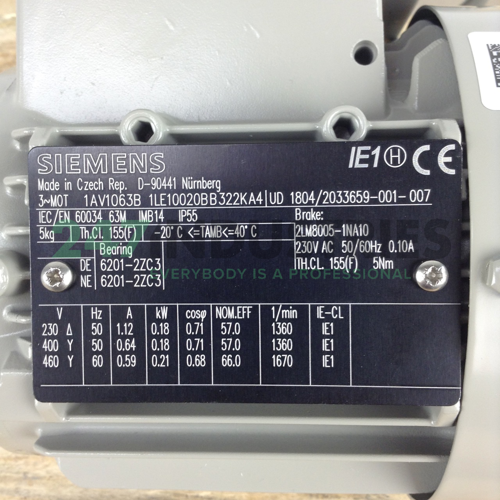 SIEMENS IE1 H CE
Made in Czech Rep. D-90441 Nürnberg
3~MOT 1AV1063B 1LE10020BB322KA4 UD 1804/2033659-001-007
IEC/EN 60034 63M IMB14 IP55 Brake:
5kg Th.Cl. 155(F) -20°C <=TAMB<=40°C 2LM8005-1NA10
Bearing 230V AC 50/60Hz 0.10A
DE 6201-2ZC3 TH.CL. 155(F) 5Nm
NE 6201-2ZC3
V Hz A kW cosφ NOM.EFF 1/min IE-CL
230 Δ 50 1.12 0.18 0.71 57.0 1360 IE1
400 Y 50 0.64 0.18 0.71 57.0 1360 IE1
460 Y 60 0.59 0.21 0.68 66.0 1670 IE1
INDUSTRIES
EVERYBODY IS A PREFERRED